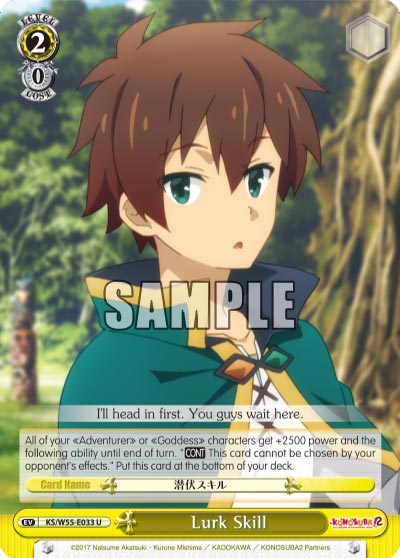 LEVEL
2
0
COST
SAMPLE
I'll head in first. You guys wait here.
All of your «Adventurer» or «Goddess» characters get +2500 power and the
following ability until end of turn. "CONT This card cannot be chosen by your
opponent's effects." Put this card at the bottom of your deck.
Card Name 潜伏スキル
EV KS/W55-E033 U Lurk Skill KONOSUBA2
©2017 Natsume Akatsuki・Kurone Mishima ／ KADOKAWA ／ KONOSUBA2 Partners